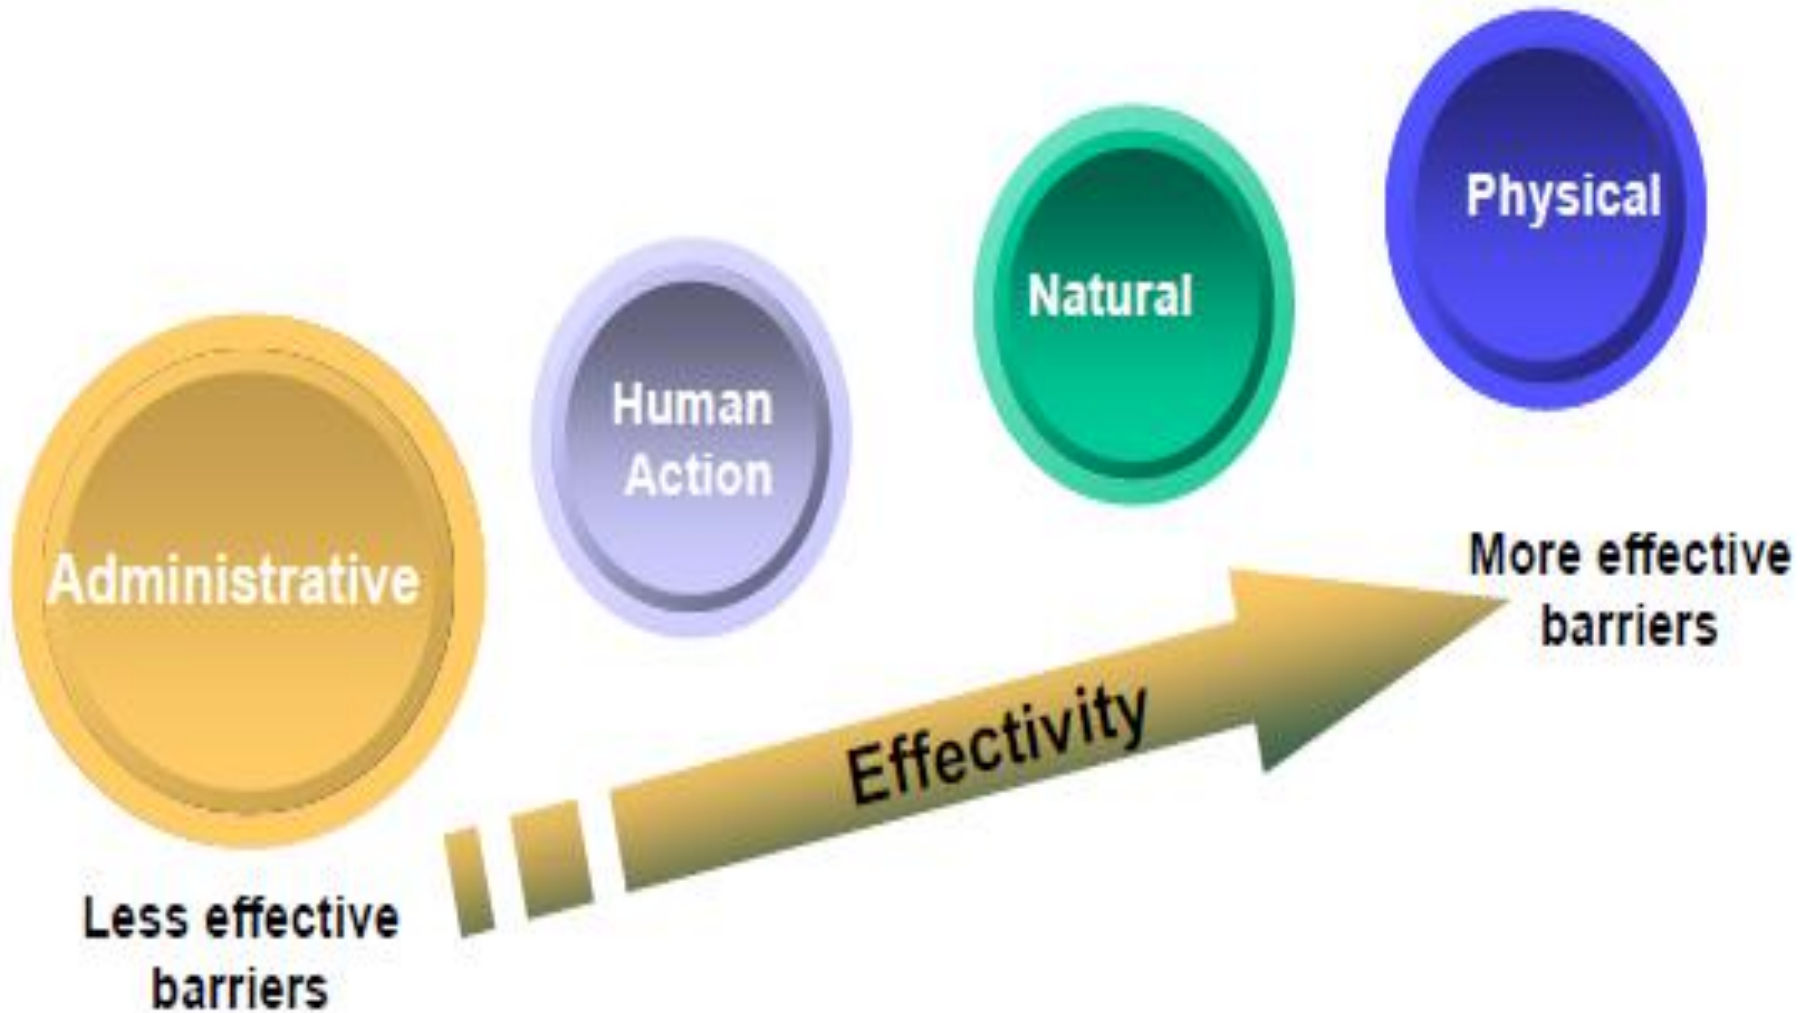 Physical
Natural
Human
Action
Administrative
More effective
barriers
Effectivity
Less effective
barriers